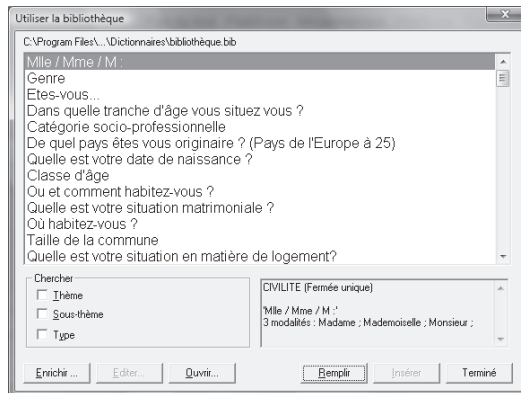 Utiliser la bibliothèque
C:\Program Files\...\Dictionnaires\bibliothèque.bib
Mlle / Mme / M :
Genre
Etes-vous...
Dans quelle tranche d'âge vous situez vous ?
Catégorie socio-professionnelle
De quel pays êtes vous originaire ? (Pays de l'Europe à 25)
Quelle est votre date de naissance ?
Classe d'âge
Ou et comment habitez-vous ?
Quelle est votre situation matrimoniale ?
Où habitez-vous ?
Taille de la commune
Quelle est votre situation en matière de logement?
Chercher
Thème
Sous-thème
Type
CIVILITE (Fermée unique)
'Mlle / Mme / M :'
3 modalités : Madame ; Mademoiselle ; Monsieur ;
Enrichir ... Editer... Ouvrir... Remplir Insérer Terminé